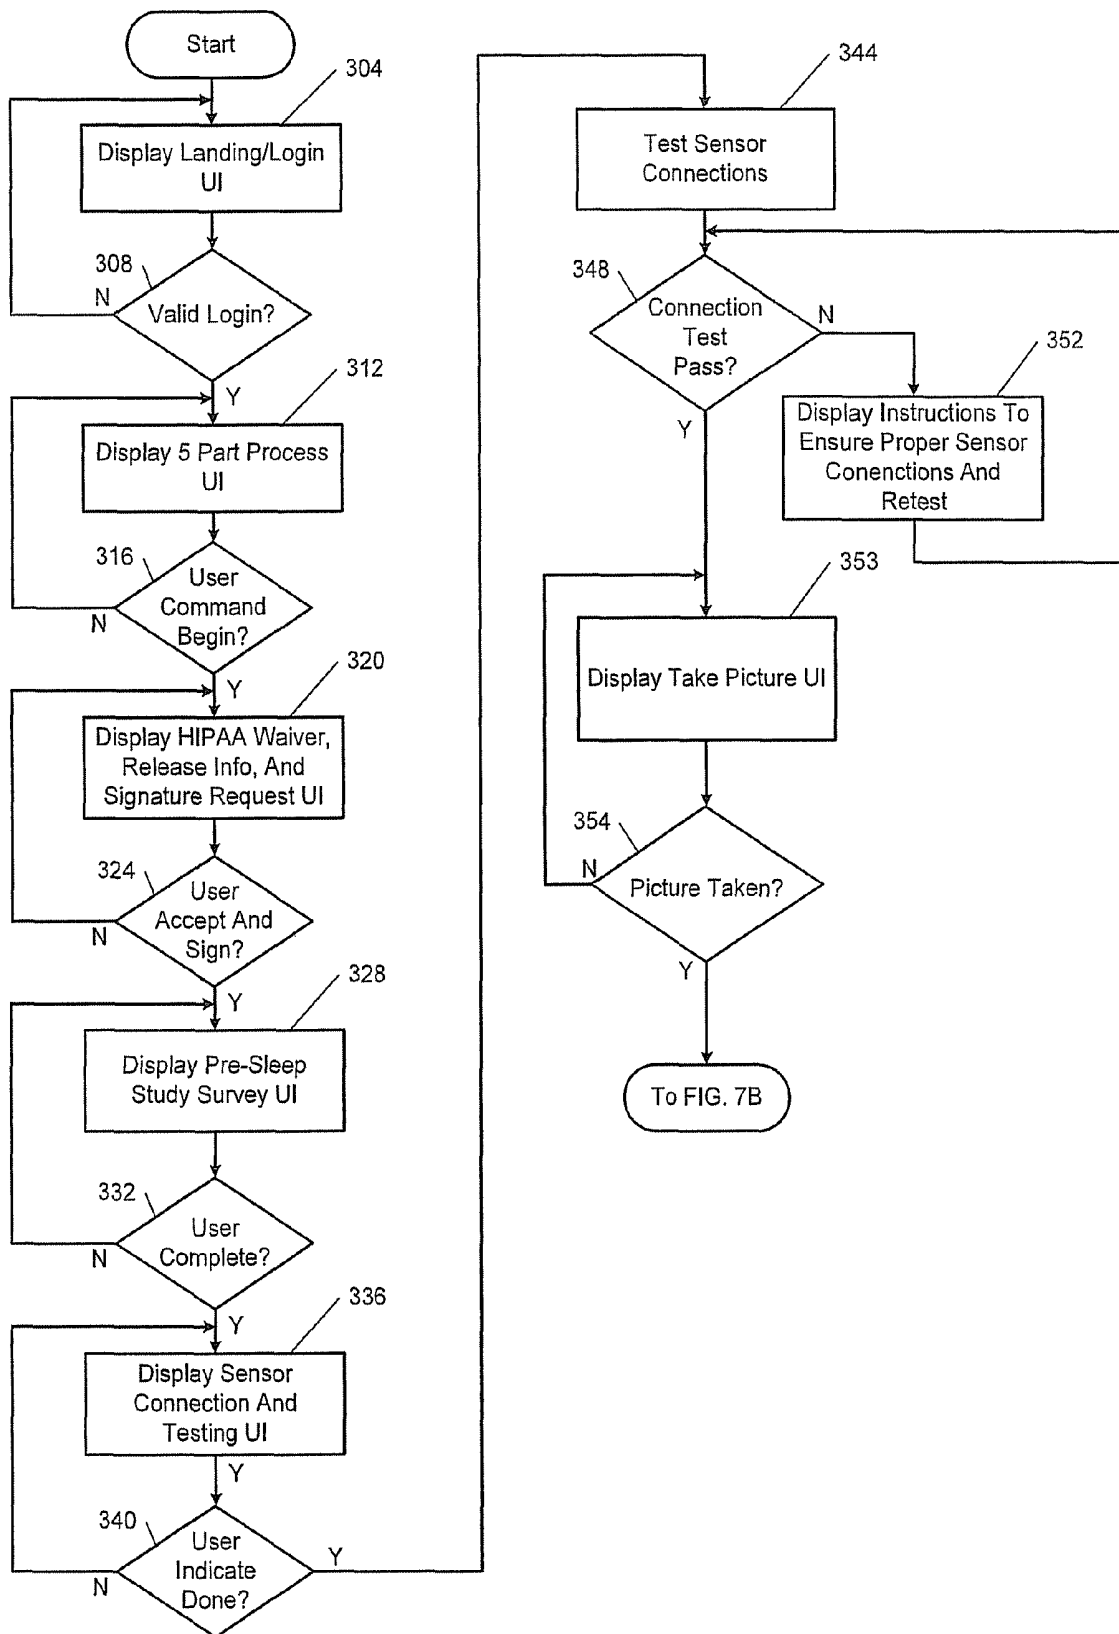 Start
304
Display Landing/Login
UI
308
N
Valid Login?
Y
312
Display 5 Part Process
UI
316
User
Command
Begin?
N
Y
320
Display HIPAA Waiver,
Release Info, And
Signature Request UI
324
User
Accept And
Sign?
N
Y
328
Display Pre-Sleep
Study Survey UI
332
User
Complete?
N
Y
336
Display Sensor
Connection And
Testing UI
Y
340
User
Indicate
Done?
N
Y
344
Test Sensor
Connections
348
Connection
Test
Pass?
N
Y
352
Display Instructions To
Ensure Proper Sensor
Conenctions And
Retest
353
Display Take Picture UI
354
N
Picture Taken?
Y
To FIG. 7B